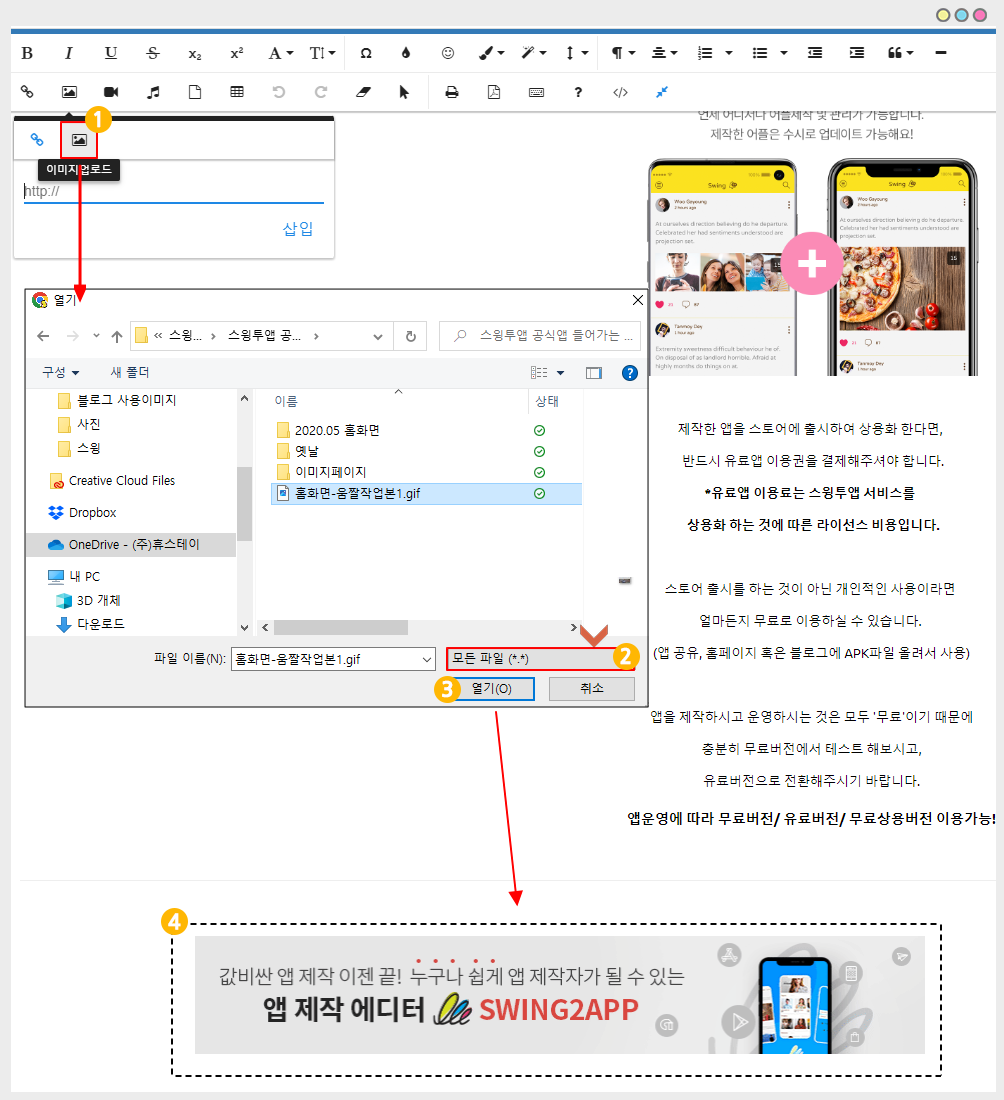 B I U S x₂ x² A T Ω
¶
?
</>
1
이미지업로드
http://
삽입
언제 어디서나 어플제작 및 관리가 가능합니다.
제작한 어플은 수시로 업데이트 가능해요!
100%
Swing
Woo Gayoung
2 hours ago
At ourselves direction believing do he departure.
Celebrated her had sentiments understood are
projection set.
15
Tammoy Dey
1 hour ago
Extremity sweetness difficult behaviour he of.
On disposal of as landlord horrible. Afraid at
highly months do things on at.
100%
Swing
Woo Gayoung
2 hours ago
At ourselves direction believing do he departure.
Celebrated her had sentiments understood are
projection set.
15
Tammoy Dey
1 hour ago
열기
« 스윙...
스윙투앱 공...
스윙투앱 공식앱 들어가는 ...
구성
새 폴더
?
블로그 사용이미지
사진
스윙
Creative Cloud Files
Dropbox
OneDrive - (주)휴스테이
내 PC
3D 개체
다운로드
이름
상태
2020.05 홈화면
옛날
이미지페이지
홈화면-움짤작업본1.gif
파일 이름(N):
홈화면-움짤작업본1.gif
모든 파일 (*.*)
2
3
열기(O)
취소
제작한 앱을 스토어에 출시하여 상용화 한다면,
반드시 유료앱 이용권을 결제해주셔야 합니다.
*유료앱 이용료는 스윙투앱 서비스를
상용화 하는 것에 따른 라이선스 비용입니다.
스토어 출시를 하는 것이 아닌 개인적인 사용이라면
얼마든지 무료로 이용하실 수 있습니다.
(앱 공유, 홈페이지 혹은 블로그에 APK파일 올려서 사용)
앱을 제작하시고 운영하시는 것은 모두 '무료'이기 때문에
충분히 무료버전에서 테스트 해보시고,
유료버전으로 전환해주시기 바랍니다.
앱운영에 따라 무료버전/ 유료버전/ 무료상용버전 이용가능!
4
값비싼 앱 제작 이젠 끝! 누구나 쉽게 앱 제작자가 될 수 있는
앱 제작 에디터 SWING2APP